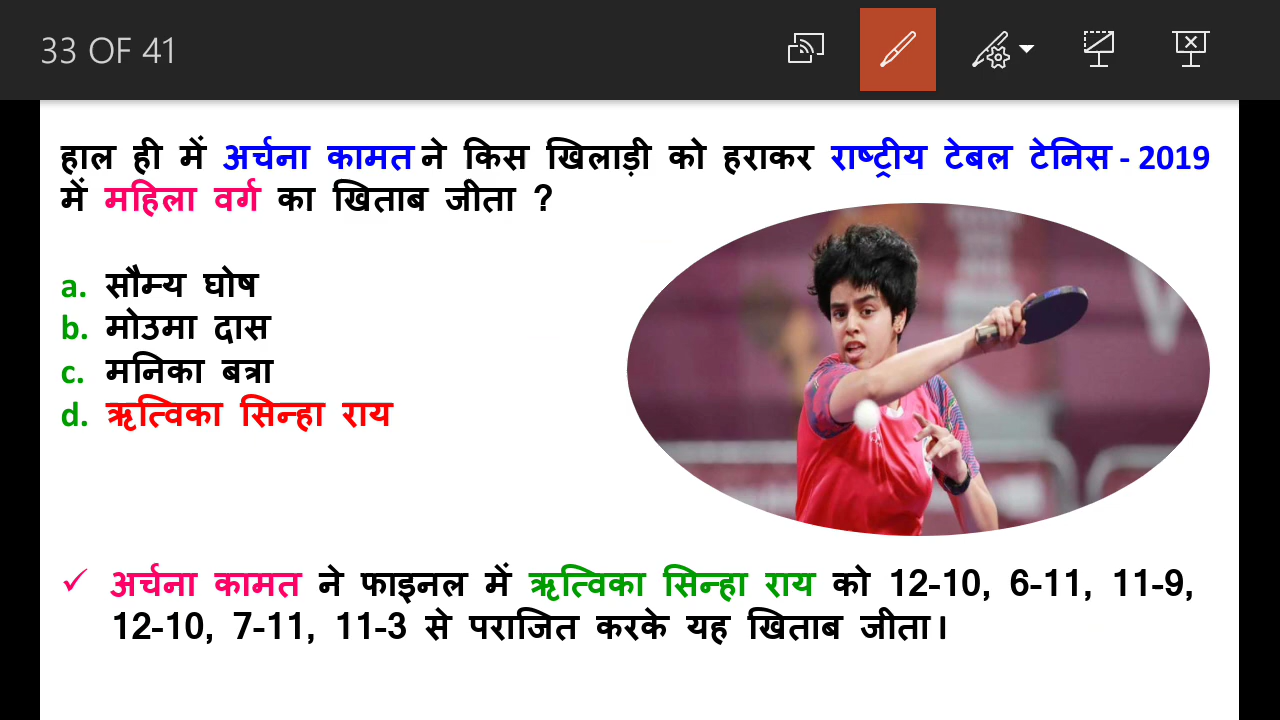 33 OF 41
हाल ही में अर्चना कामत ने किस खिलाड़ी को हराकर राष्ट्रीय टेबल टेनिस - 2019
में महिला वर्ग का खिताब जीता ?
a. सौम्य घोष
b. मोउमा दास
c. मनिका बत्रा
d. ऋत्विका सिन्हा राय
✓ अर्चना कामत ने फाइनल में ऋत्विका सिन्हा राय को 12-10, 6-11, 11-9,
12-10, 7-11, 11-3 से पराजित करके यह खिताब जीता।